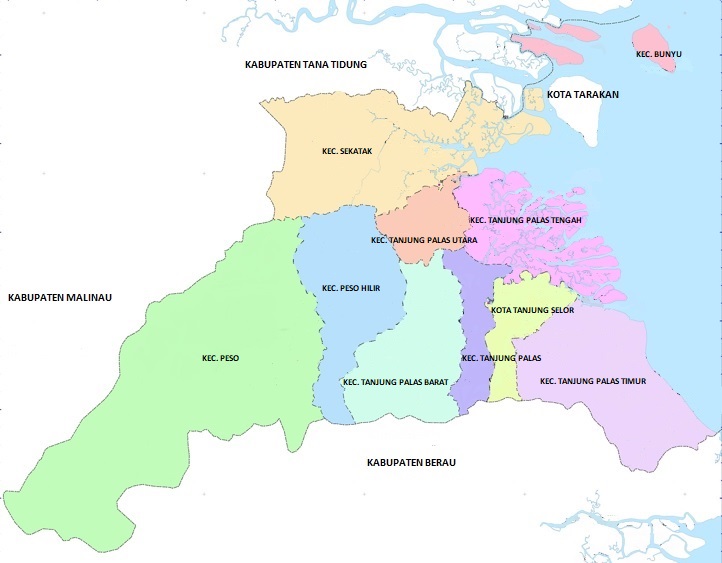 KEC. BUNYU
KABUPATEN TANA TIDUNG
KOTA TARAKAN
KEC. SEKATAK
KEC. TANJUNG PALAS TENGAH
KEC. TANJUNG PALAS UTARA
KEC. PESO HILIR
KABUPATEN MALINAU
KOTA TANJUNG SELOR
KEC. PESO
KEC. TANJUNG PALAS
KEC. TANJUNG PALAS BARAT
KEC. TANJUNG PALAS TIMUR
KABUPATEN BERAU